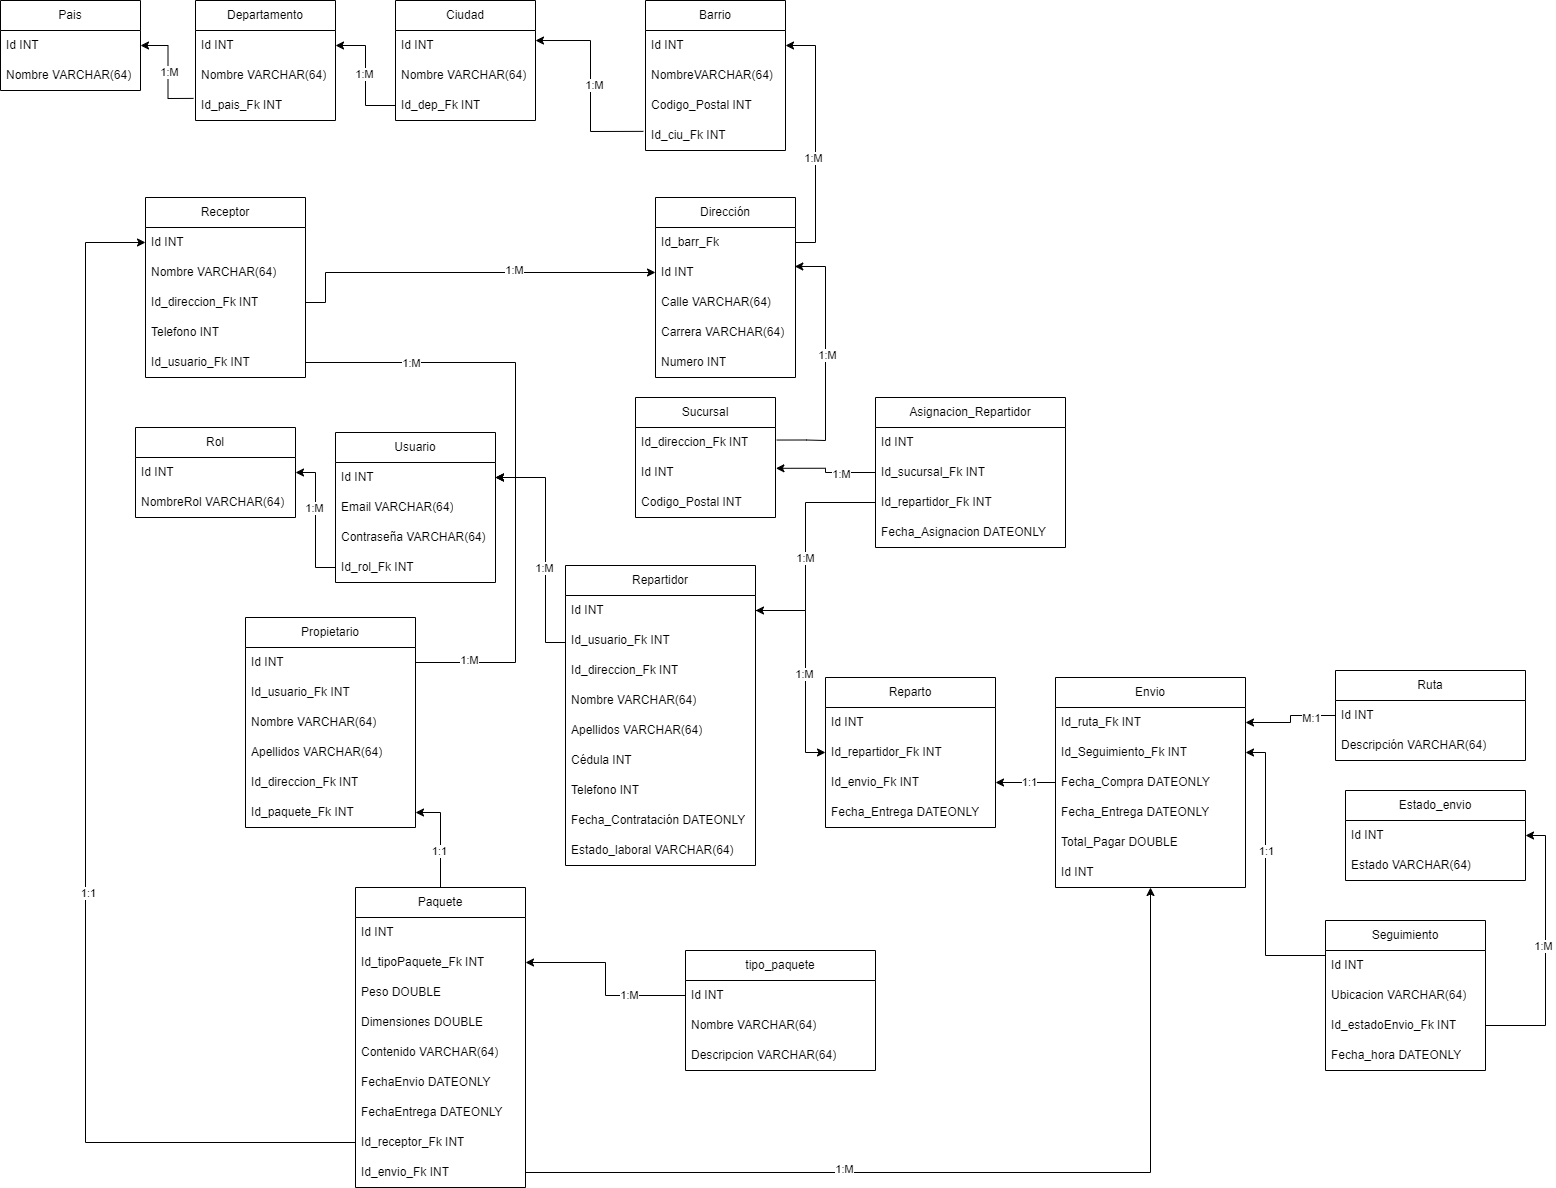 Pais
Id INT
Nombre VARCHAR(64)
Departamento
Id INT
Nombre VARCHAR(64)
Id_pais_Fk INT
Ciudad
Id INT
Nombre VARCHAR(64)
Id_dep_Fk INT
Barrio
Id INT
NombreVARCHAR(64)
Codigo_Postal INT
Id_ciu_Fk INT
1:M
1:M
1:M
1:M
Receptor
Id INT
Nombre VARCHAR(64)
Id_direccion_Fk INT
Telefono INT
Id_usuario_Fk INT
1:M
1:M
Dirección
Id_barr_Fk
Id INT
Calle VARCHAR(64)
Carrera VARCHAR(64)
Numero INT
1:M
Rol
Id INT
NombreRol VARCHAR(64)
1:M
Usuario
Id INT
Email VARCHAR(64)
Contraseña VARCHAR(64)
Id_rol_Fk INT
1:M
Sucursal
Id_direccion_Fk INT
Id INT
Codigo_Postal INT
1:M
Asignacion_Repartidor
Id INT
Id_sucursal_Fk INT
Id_repartidor_Fk INT
Fecha_Asignacion DATEONLY
1:M
Propietario
Id INT
Id_usuario_Fk INT
Nombre VARCHAR(64)
Apellidos VARCHAR(64)
Id_direccion_Fk INT
Id_paquete_Fk INT
1:M
1:1
Repartidor
Id INT
Id_usuario_Fk INT
Id_direccion_Fk INT
Nombre VARCHAR(64)
Apellidos VARCHAR(64)
Cédula INT
Telefono INT
Fecha_Contratación DATEONLY
Estado_laboral VARCHAR(64)
1:M
Reparto
Id INT
Id_repartidor_Fk INT
Id_envio_Fk INT
Fecha_Entrega DATEONLY
1:1
Envio
Id_ruta_Fk INT
Id_Seguimiento_Fk INT
Fecha_Compra DATEONLY
Fecha_Entrega DATEONLY
Total_Pagar DOUBLE
Id INT
M:1
1:1
Ruta
Id INT
Descripción VARCHAR(64)
Estado_envio
Id INT
Estado VARCHAR(64)
1:M
Seguimiento
Id INT
Ubicacion VARCHAR(64)
Id_estadoEnvio_Fk INT
Fecha_hora DATEONLY
1:1
Paquete
Id INT
Id_tipoPaquete_Fk INT
Peso DOUBLE
Dimensiones DOUBLE
Contenido VARCHAR(64)
FechaEnvio DATEONLY
FechaEntrega DATEONLY
Id_receptor_Fk INT
Id_envio_Fk INT
1:M
tipo_paquete
Id INT
Nombre VARCHAR(64)
Descripcion VARCHAR(64)
1:M